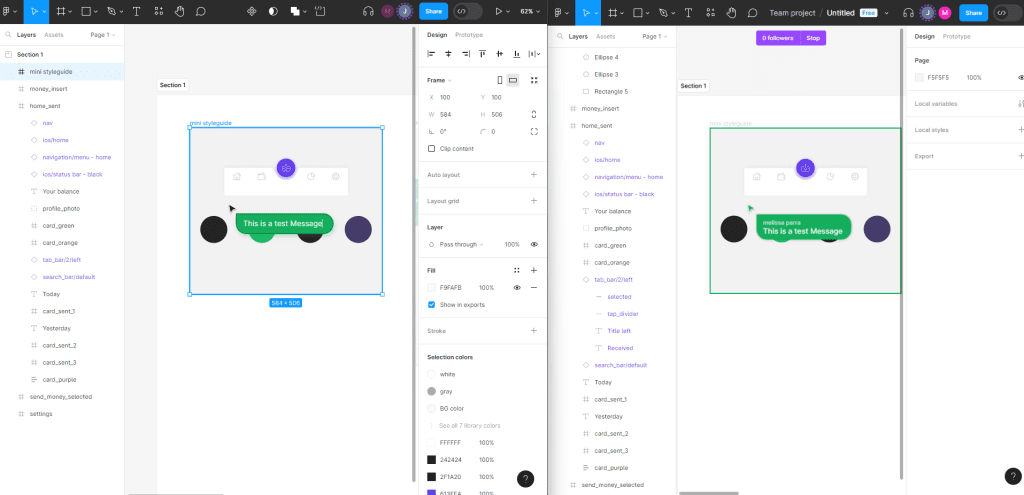 Share
62%
Layers
Assets
Page 1
Section 1
mini styleguide
money_insert
home_sent
nav
ios/home
navigation/menu - home
ios/status bar - black
Your balance
profile_photo
card_green
card_orange
tab_bar/2/left
search_bar/default
Today
card_sent_1
Yesterday
card_sent_2
card_sent_3
card_purple
send_money_selected
settings
Section 1
mini styleguide
This is a test Message
Design
Prototype
Frame
X 100
Y 100
W 584
H 506
0°
0
Clip content
Auto layout
Layout grid
Layer
Pass through
100%
Fill
F9FAFB
100%
Show in exports
Stroke
Selection colors
white
gray
BG color
See all 7 library colors
FFFFFF
100%
242424
100%
2F1A20
100%
100%
?
Team project / Untitled
Free
J
M
Share
Layers
Assets
Page 1
Ellipse 4
Ellipse 3
Rectangle 5
money_insert
home_sent
nav
ios/home
navigation/menu - home
ios/status bar - black
Your balance
profile_photo
card_green
card_orange
tab_bar/2/left
selected
tap_divider
Title left
Received
search_bar/default
Today
card_sent_1
Yesterday
card_sent_2
card_sent_3
card_purple
send_money_selected
0 followers
Stop
Section 1
mini styleguide
melissa parra
This is a test Message
Design
Prototype
Page
F5F5F5
100%
Local variables
Local styles
Export
?